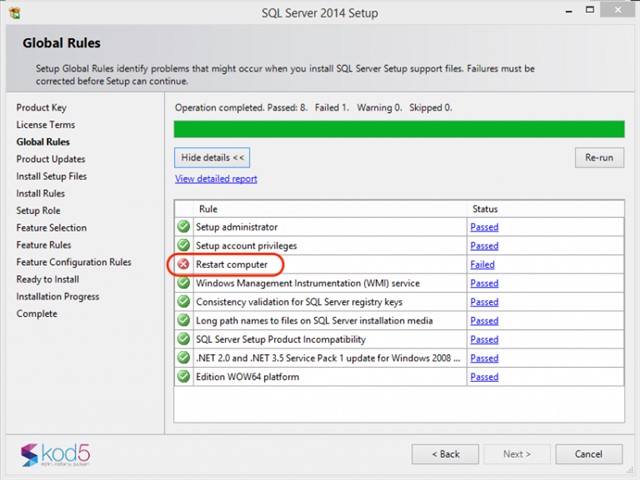 SQL Server 2014 Setup
Global Rules
Setup Global Rules identify problems that might occur when you install SQL Server Setup support files. Failures must be
corrected before Setup can continue.
Product Key
License Terms
Global Rules
Product Updates
Install Setup Files
Install Rules
Setup Role
Feature Selection
Feature Rules
Feature Configuration Rules
Ready to Install
Installation Progress
Complete
Operation completed. Passed: 8. Failed 1. Warning 0. Skipped 0.
Hide details <<
Re-run
View detailed report
Rule Status
Setup administrator Passed
Setup account privileges Passed
Restart computer Failed
Windows Management Instrumentation (WMI) service Passed
Consistency validation for SQL Server registry keys Passed
Long path names to files on SQL Server installation media Passed
SQL Server Setup Product Incompatibility Passed
.NET 2.0 and .NET 3.5 Service Pack 1 update for Windows 2008 ... Passed
Edition WOW64 platform Passed
kod5
< Back
Next >
Cancel